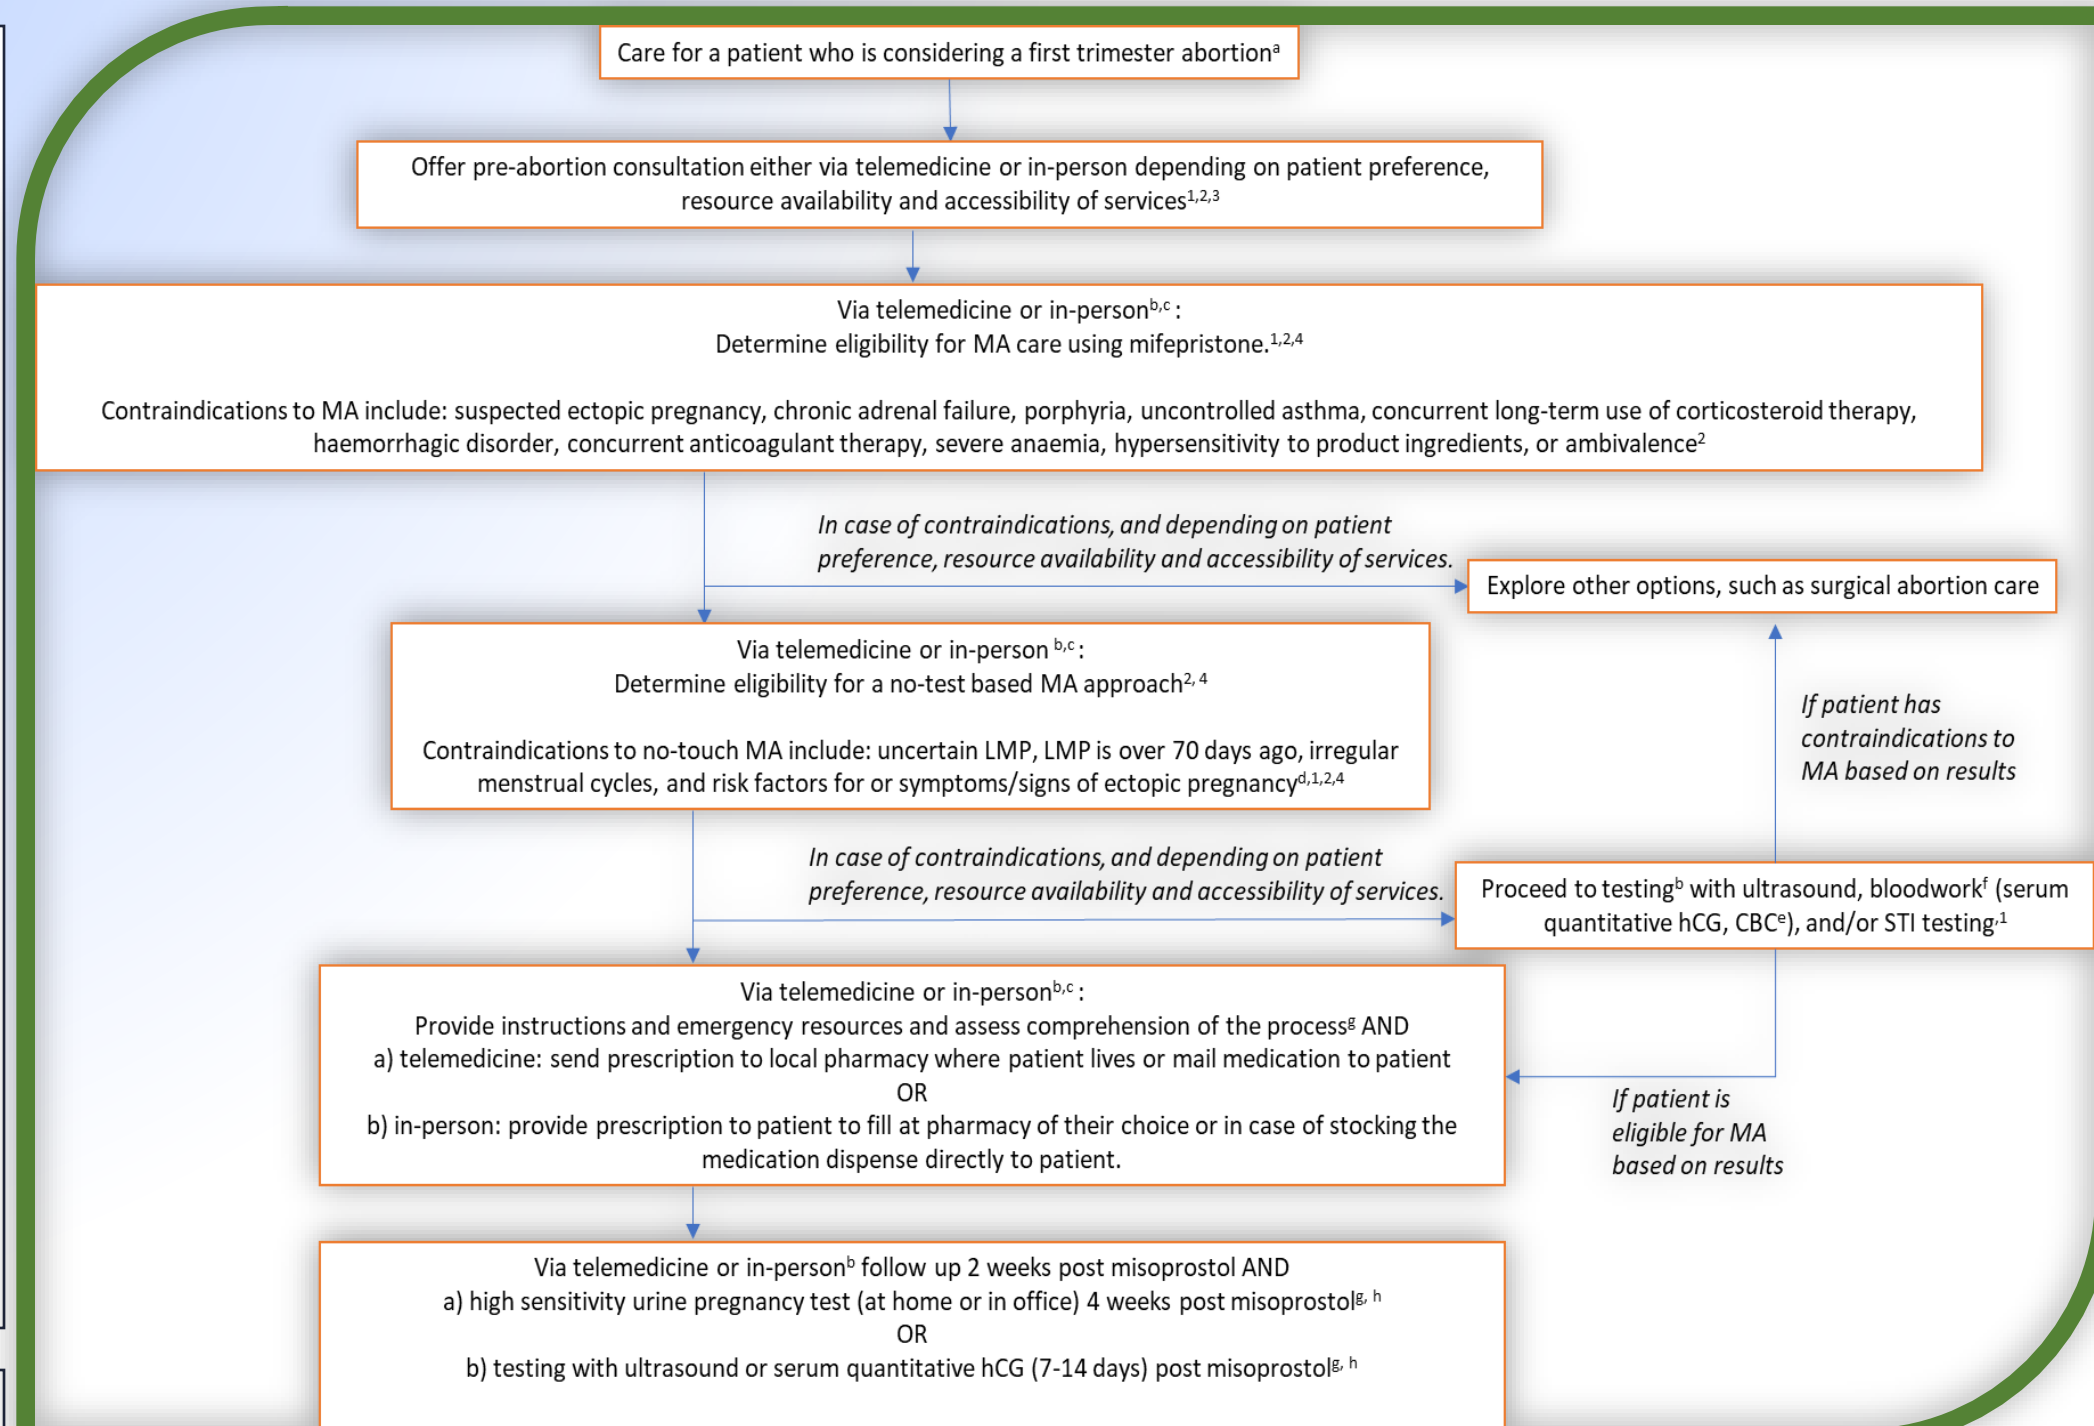 Care for a patient who is considering a first trimester abortionᵃ
Offer pre-abortion consultation either via telemedicine or in-person depending on patient preference,
resource availability and accessibility of services¹,²,³
Via telemedicine or in-personᵇ,ᶜ :
Determine eligibility for MA care using mifepristone.¹,²,⁴
Contraindications to MA include: suspected ectopic pregnancy, chronic adrenal failure, porphyria, uncontrolled asthma, concurrent long-term use of corticosteroid therapy,
haemorrhagic disorder, concurrent anticoagulant therapy, severe anaemia, hypersensitivity to product ingredients, or ambivalence²
In case of contraindications, and depending on patient
preference, resource availability and accessibility of services.
Explore other options, such as surgical abortion care
Via telemedicine or in-person ᵇ,ᶜ :
Determine eligibility for a no-test based MA approach²,⁴
Contraindications to no-touch MA include: uncertain LMP, LMP is over 70 days ago, irregular
menstrual cycles, and risk factors for or symptoms/signs of ectopic pregnancyᵈ,¹,²,⁴
If patient has
contraindications to
MA based on results
In case of contraindications, and depending on patient
preference, resource availability and accessibility of services.
Proceed to testingᵇ with ultrasound, bloodworkᶠ (serum
quantitative hCG, CBCᵉ), and/or STI testing,¹
Via telemedicine or in-personᵇ,ᶜ :
Provide instructions and emergency resources and assess comprehension of the processᵍ AND
a) telemedicine: send prescription to local pharmacy where patient lives or mail medication to patient
OR
b) in-person: provide prescription to patient to fill at pharmacy of their choice or in case of stocking the
medication dispense directly to patient.
If patient is
eligible for MA
based on results
Via telemedicine or in-personᵇ follow up 2 weeks post misoprostol AND
a) high sensitivity urine pregnancy test (at home or in office) 4 weeks post misoprostolᵍ, ʰ
OR
b) testing with ultrasound or serum quantitative hCG (7-14 days) post misoprostolᵍ, ʰ